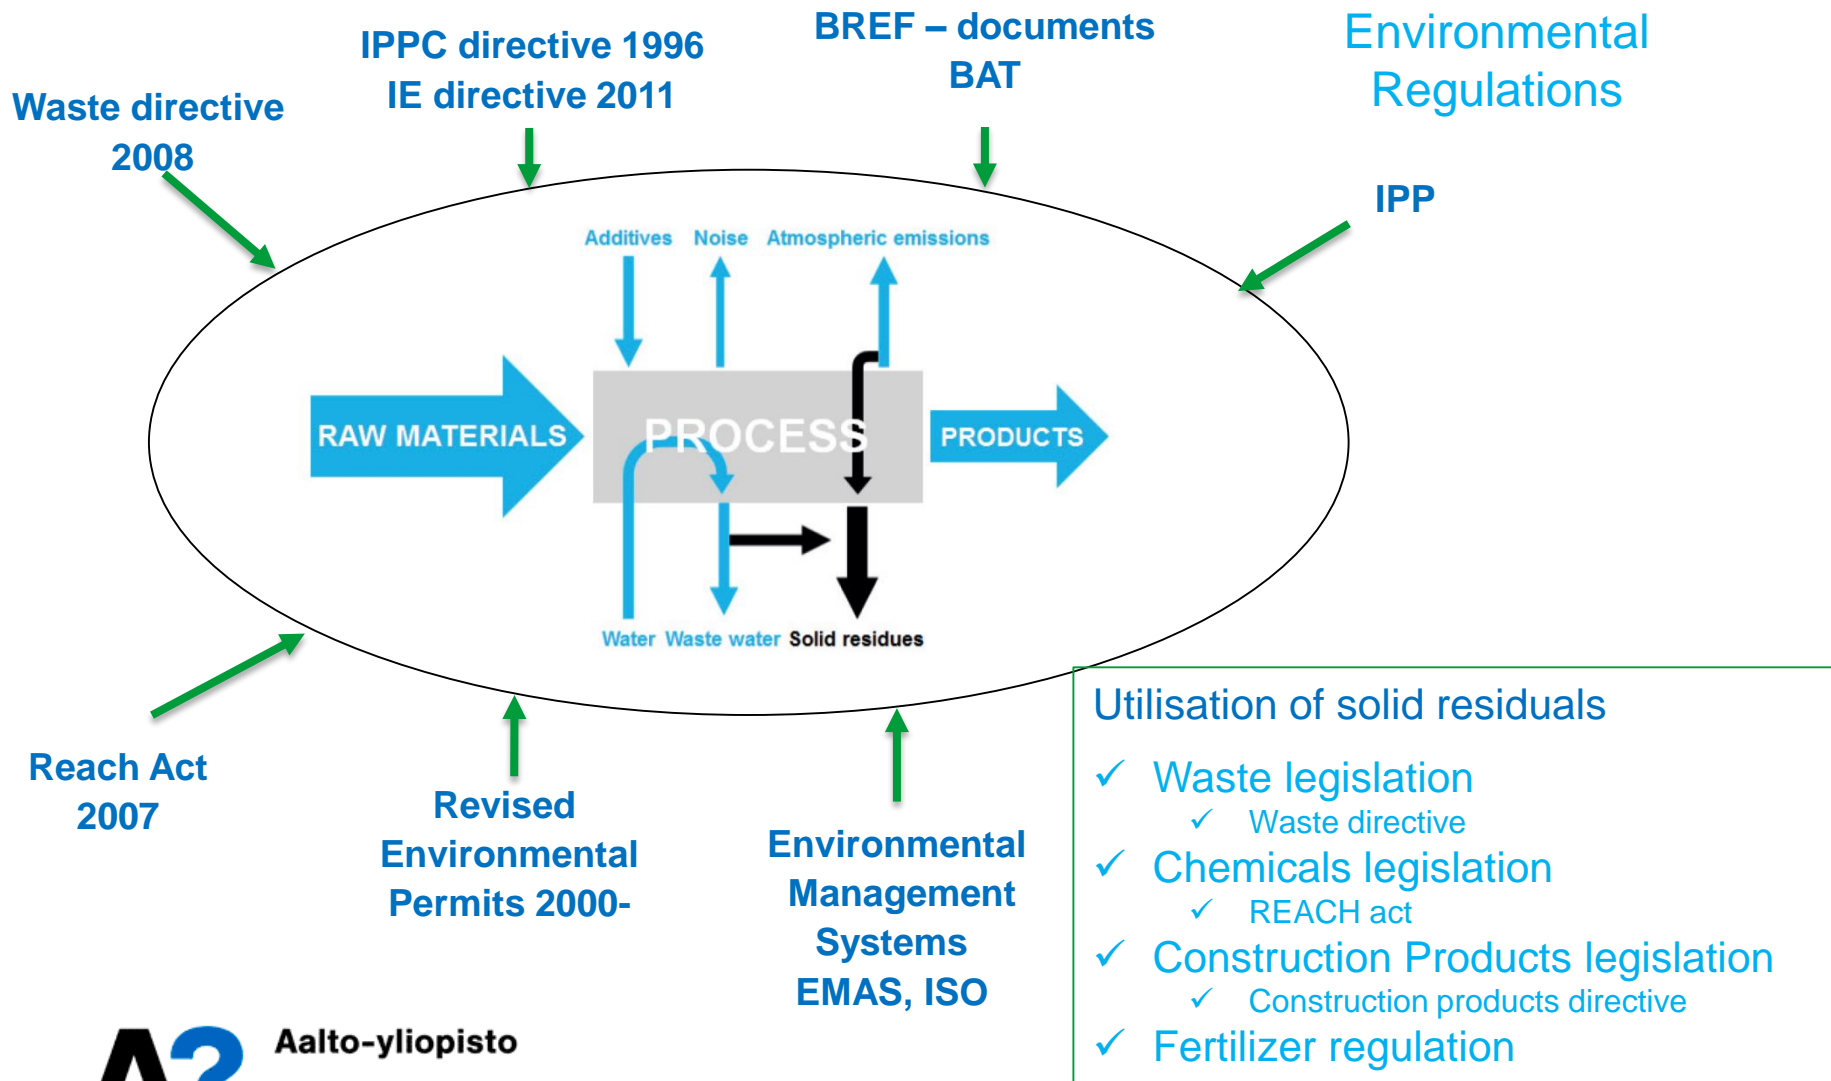 Environmental
Regulations
Waste directive
2008
IPPC directive 1996
IE directive 2011
BREF – documents
BAT
IPP
Additives Noise Atmospheric emissions
RAW MATERIALS
PROCESS
PRODUCTS
Water Waste water Solid residues
Reach Act
2007
Revised
Environmental
Permits 2000-
Environmental
Management
Systems
EMAS, ISO
Utilisation of solid residuals
✓ Waste legislation
✓ Waste directive
✓ Chemicals legislation
✓ REACH act
✓ Construction Products legislation
✓ Construction products directive
✓ Fertilizer regulation
A?
Aalto-yliopisto